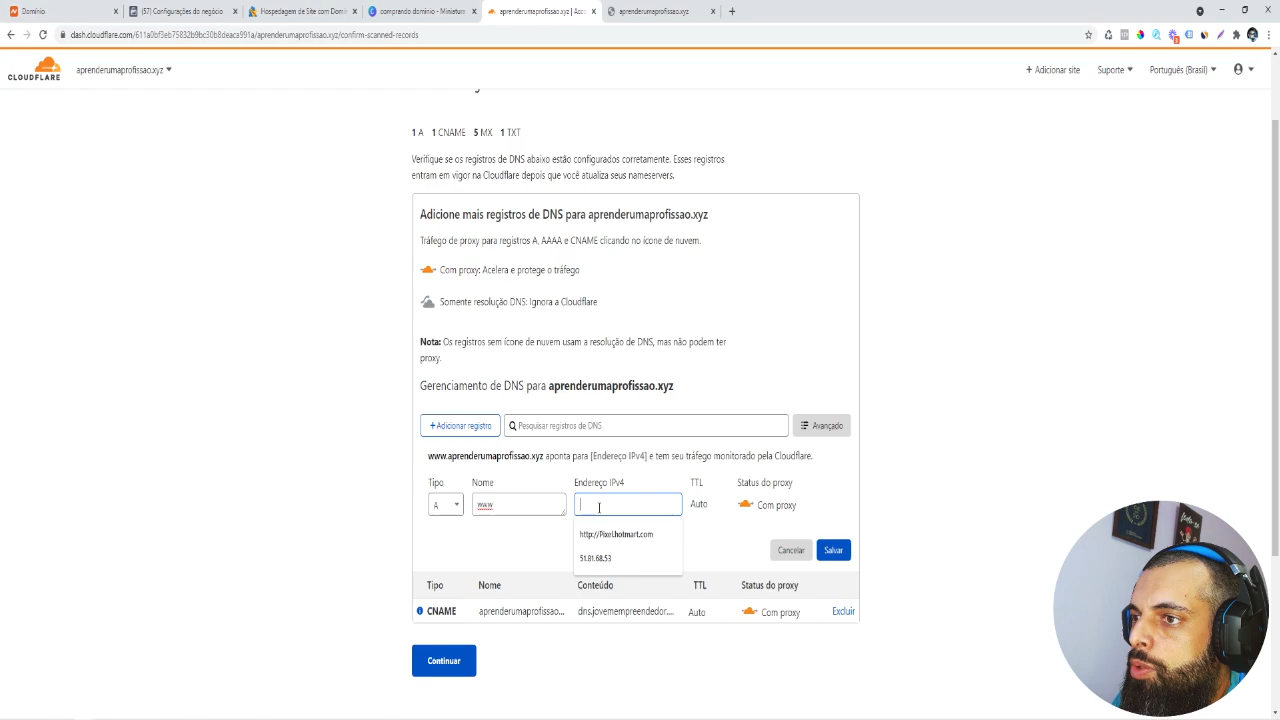 Domínio
(57) Configurações do negócio
Hospedagem de Site com Domí
comprando dominio - Miniatur
aprenderumaprofissao.xyz | Acco
aprenderumaprofissao.xyz
dash.cloudflare.com/611a0bf3eb75832b9bc30b8deaca991a/aprenderumaprofissao.xyz/confirm-scanned-records
CLOUDFLARE
aprenderumaprofissao.xyz
+ Adicionar site
Suporte
Português (Brasil)
1 A 1 CNAME 5 MX 1 TXT
Verifique se os registros de DNS abaixo estão configurados corretamente. Esses registros
entram em vigor na Cloudflare depois que você atualiza seus nameservers.
Adicione mais registros de DNS para aprenderumaprofissao.xyz
Tráfego de proxy para registros A, AAAA e CNAME clicando no ícone de nuvem.
Com proxy: Acelera e protege o tráfego
Somente resolução DNS: Ignora a Cloudflare
Nota: Os registros sem ícone de nuvem usam a resolução de DNS, mas não podem ter
proxy.
Gerenciamento de DNS para aprenderumaprofissao.xyz
+Adicionar registro
Pesquisar registros de DNS
Avançado
www.aprenderumaprofissao.xyz aponta para [Endereço IPv4] e tem seu tráfego monitorado pela Cloudflare.
Tipo Nome Endereço IPv4 TTL Status do proxy
A www Auto Com proxy
http://Pixel.hotmart.com
51.81.68.53
Cancelar Salvar
Tipo Nome Conteúdo TTL Status do proxy
CNAME aprenderumaprofissao... dns.jovemempreendedor.... Auto Com proxy Excluir
Continuar